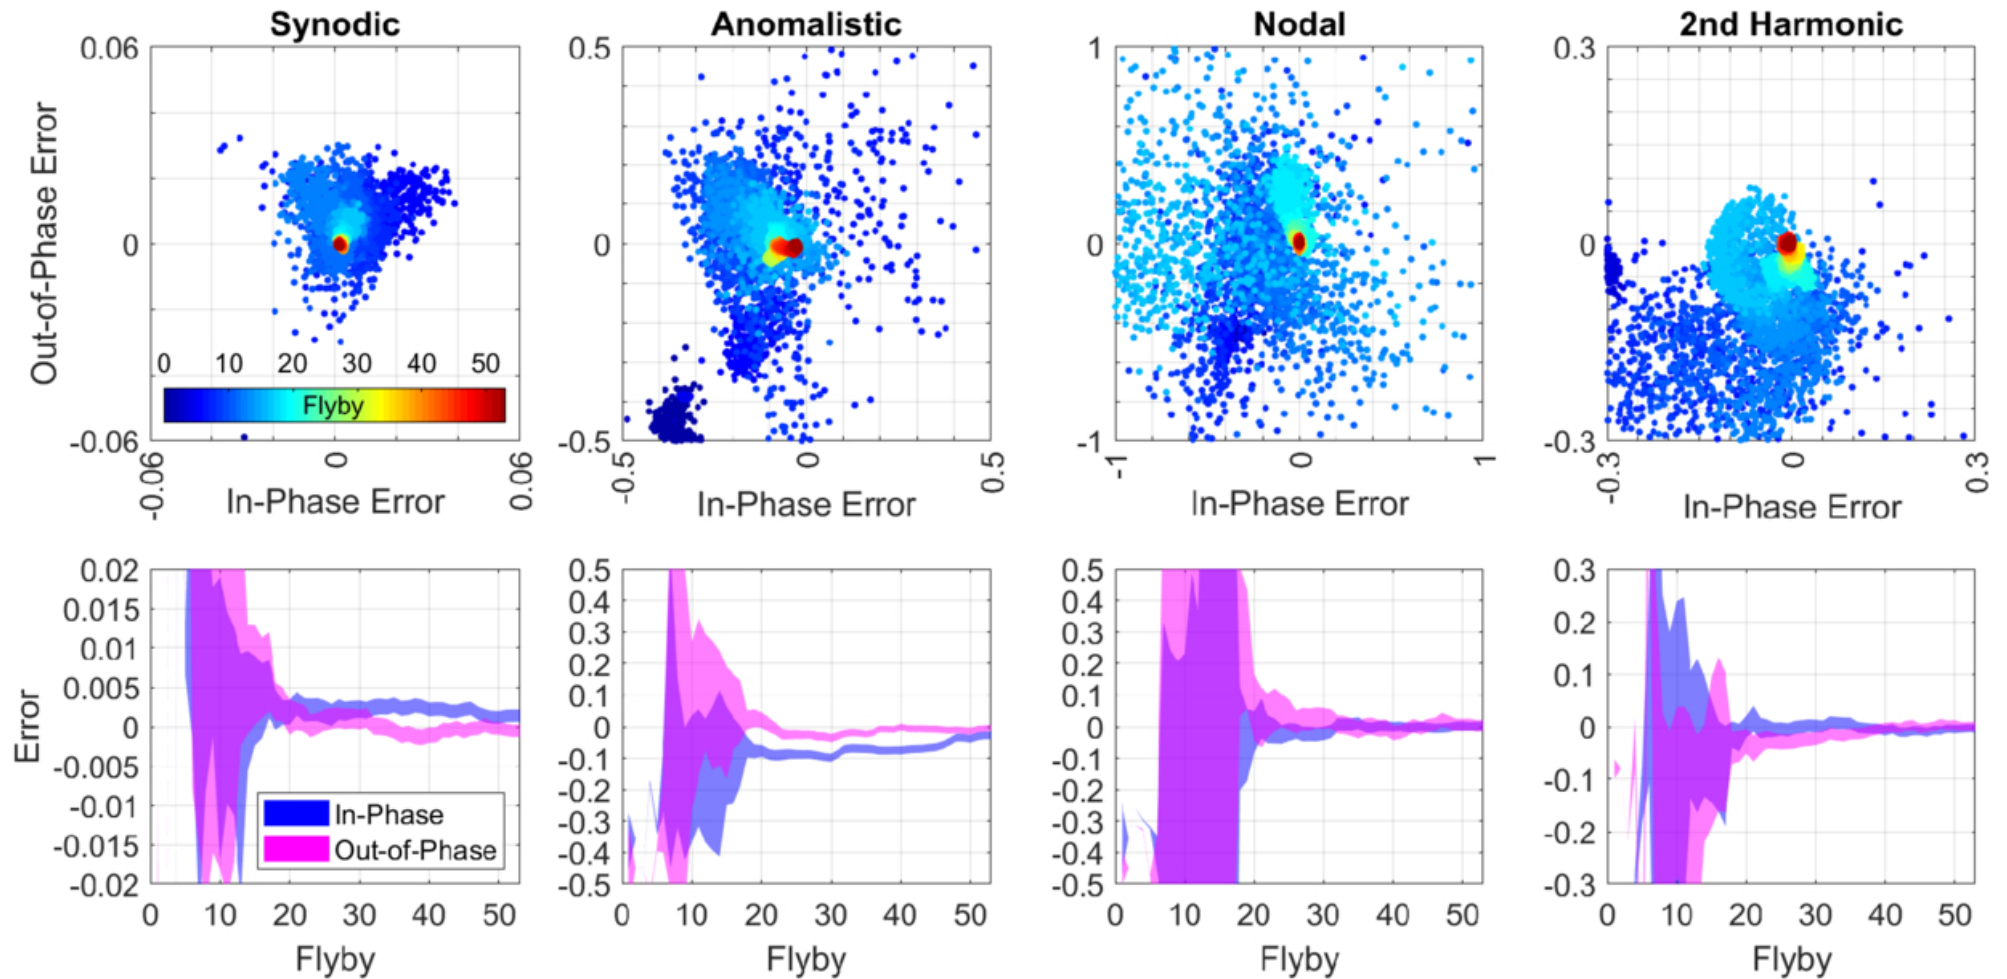 Synodic Anomalistic Nodal 2nd Harmonic
0.06 0.5 1 0.3
Out-of-Phase Error
0 0 0 0
0 10 20 30 40 50
Flyby
-0.06 -0.5 -1 -0.3
-0.06 0 0.06 -0.5 0 0.5 -1 0 1 -0.3 0 0.3
In-Phase Error In-Phase Error In-Phase Error In-Phase Error
Error
0.02 0.5 0.5 0.3
0.015 0.4 0.4
0.3 0.3 0.2
0.01 0.2 0.2
0.005 0.1 0.1 0.1
0 0 0 0
-0.005 -0.1 -0.1 -0.1
-0.01 -0.2 -0.2
-0.3 -0.3 -0.2
-0.015 -0.4 -0.4
-0.02 -0.5 -0.5 -0.3
In-Phase
Out-of-Phase
0 10 20 30 40 50 0 10 20 30 40 50 0 10 20 30 40 50 0 10 20 30 40 50
Flyby Flyby Flyby Flyby